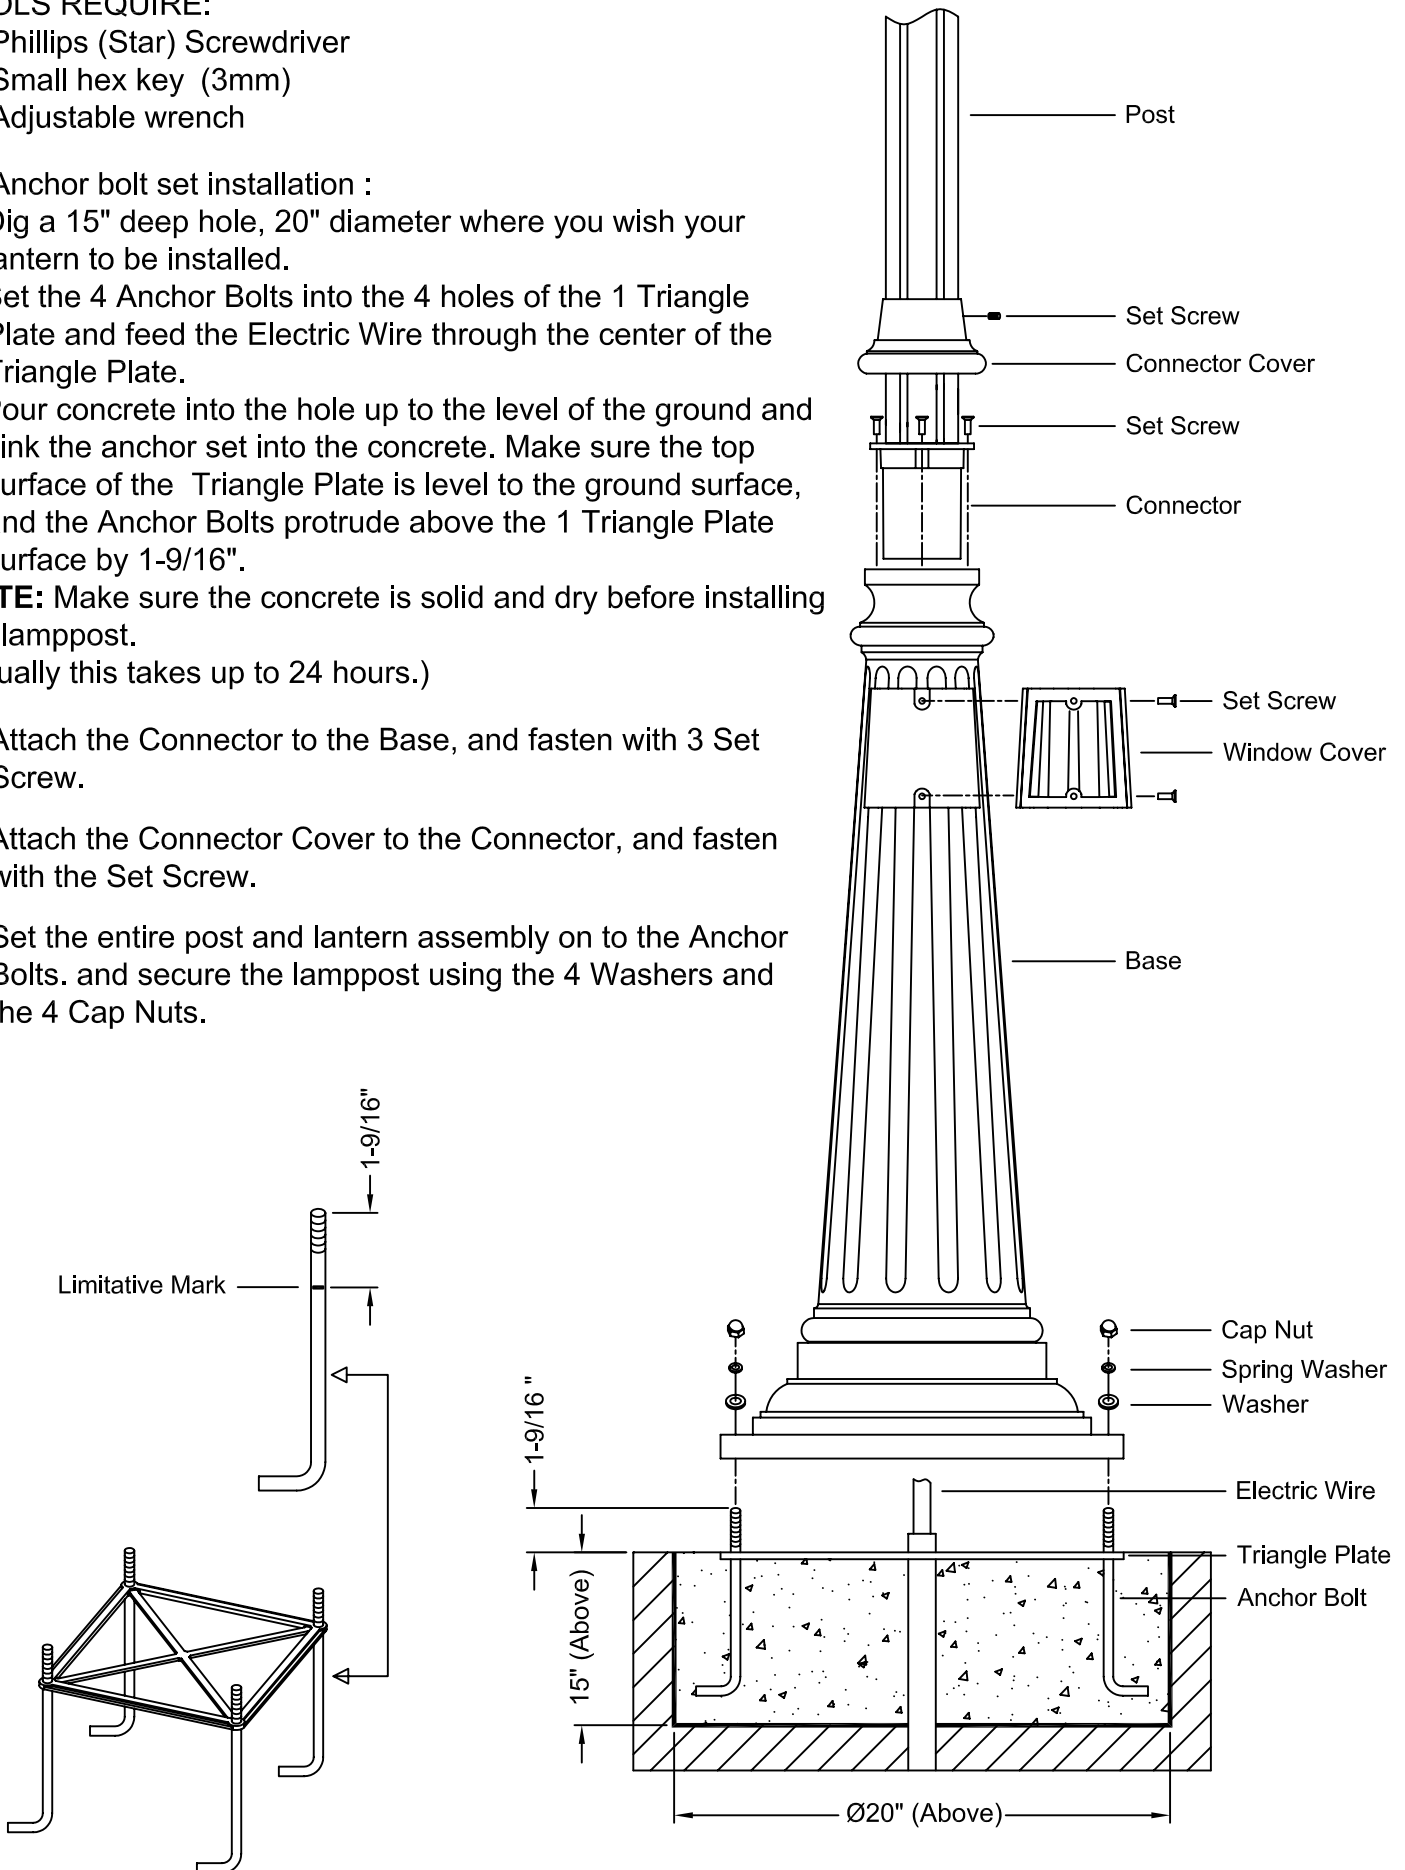 OLS REQUIRE:
Phillips (Star) Screwdriver
Small hex key  (3mm)
Adjustable wrench
Anchor bolt set installation :
Dig a 15" deep hole, 20" diameter where you wish your
antern to be installed.
Set the 4 Anchor Bolts into the 4 holes of the 1 Triangle
Plate and feed the Electric Wire through the center of the
Triangle Plate.
Pour concrete into the hole up to the level of the ground and
ink the anchor set into the concrete. Make sure the top
urface of the  Triangle Plate is level to the ground surface,
and the Anchor Bolts protrude above the 1 Triangle Plate
urface by 1-9/16".
TE: Make sure the concrete is solid and dry before installing
lamppost.
ually this takes up to 24 hours.)
Attach the Connector to the Base, and fasten with 3 Set
Screw.
Attach the Connector Cover to the Connector, and fasten
with the Set Screw.
Set the entire post and lantern assembly on to the Anchor
Bolts. and secure the lamppost using the 4 Washers and
the 4 Cap Nuts.
Post
Set Screw
Connector Cover
Set Screw
Connector
Set Screw
Window Cover
Base
1-9/16"
Limitative Mark
Cap Nut
Spring Washer
Washer
1-9/16 "
Electric Wire
Triangle Plate
Anchor Bolt
15" (Above)
Ø20" (Above)